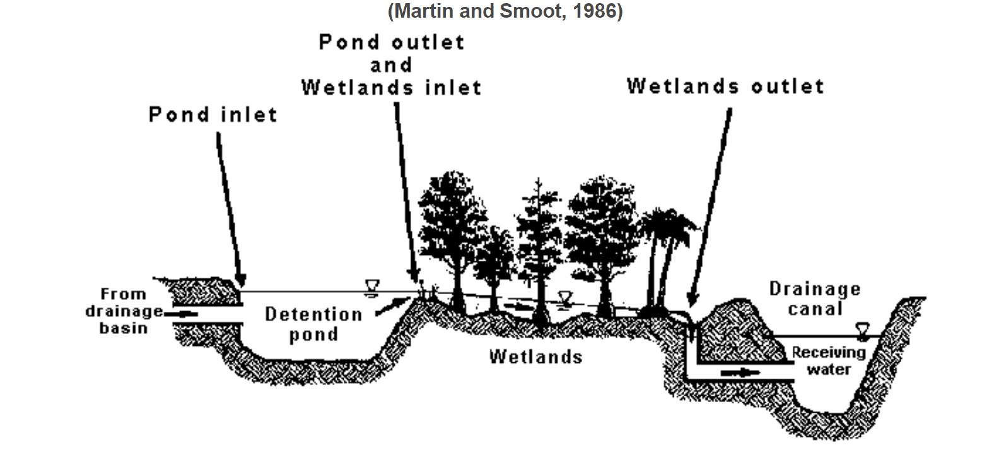 (Martin and Smoot, 1986)
Pond outlet
and
Wetlands inlet
Wetlands outlet
Pond inlet
From
drainage
basin
Detention
pond
Wetlands
Drainage
canal
Receiving
water